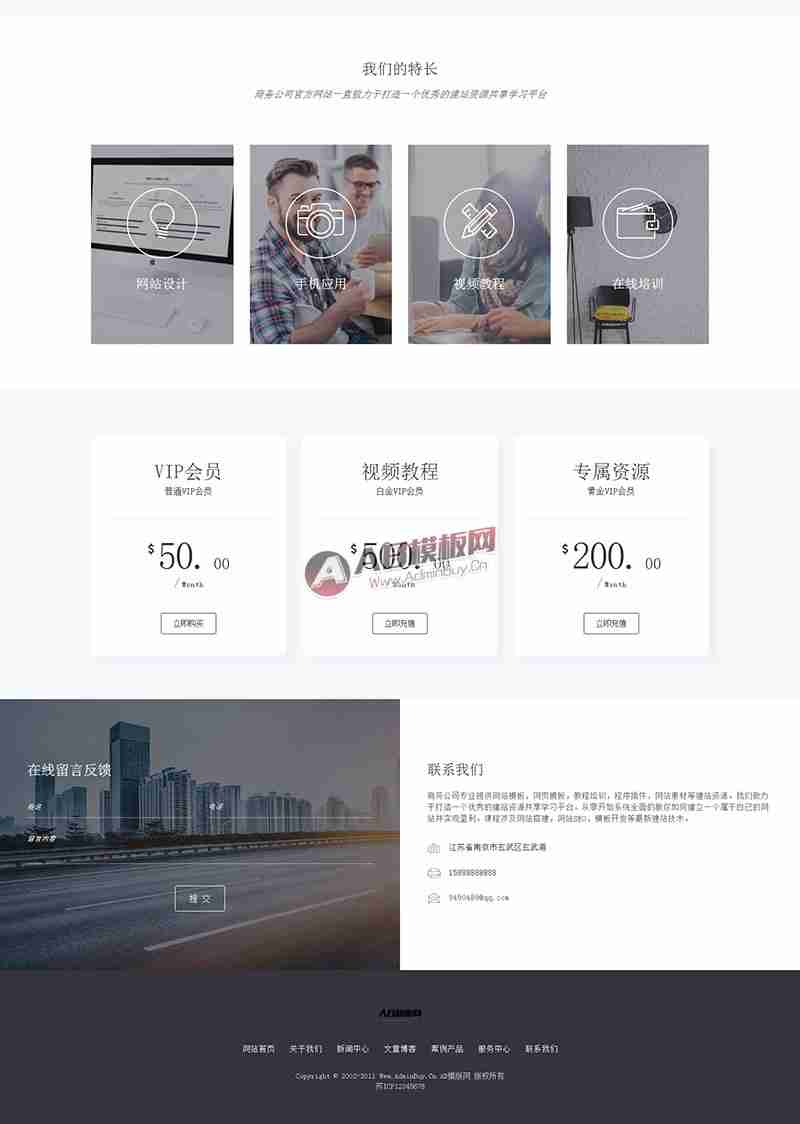 我们的特长
商务公司官方网站一直致力于打造一个优秀的建站资源共享学习平台
网站设计
手机应用
视频教程
在线培训
VIP会员
普通VIP会员
$50. 00
/Month
立即购买
视频教程
白金VIP会员
$500. 00
/Month
立即充值
专属资源
黄金VIP会员
$200. 00
/Month
立即充值
AD模板网
Www.AdminBuy.Cn
在线留言反馈
姓名
电话
留言内容
提 交
联系我们
商务公司专业提供网站模板，网页模板，教程培训，程序插件，网站素材等建站资源。我们致力
于打造一个优秀的建站资源共享学习平台。从零开始系统全面的教你如何建立一个属于自己的网
站并实现盈利。课程涉及网站搭建，网站SEO，模板开发等最新建站技术。
江苏省南京市玄武区玄武湖
15888888888
9490489@qq.com
网站首页 关于我们 新闻中心 文章博客 案例产品 服务中心 联系我们
Copyright © 2002-2011 Www.AdminBuy.Cn AD模版网 版权所有
苏ICP12345678